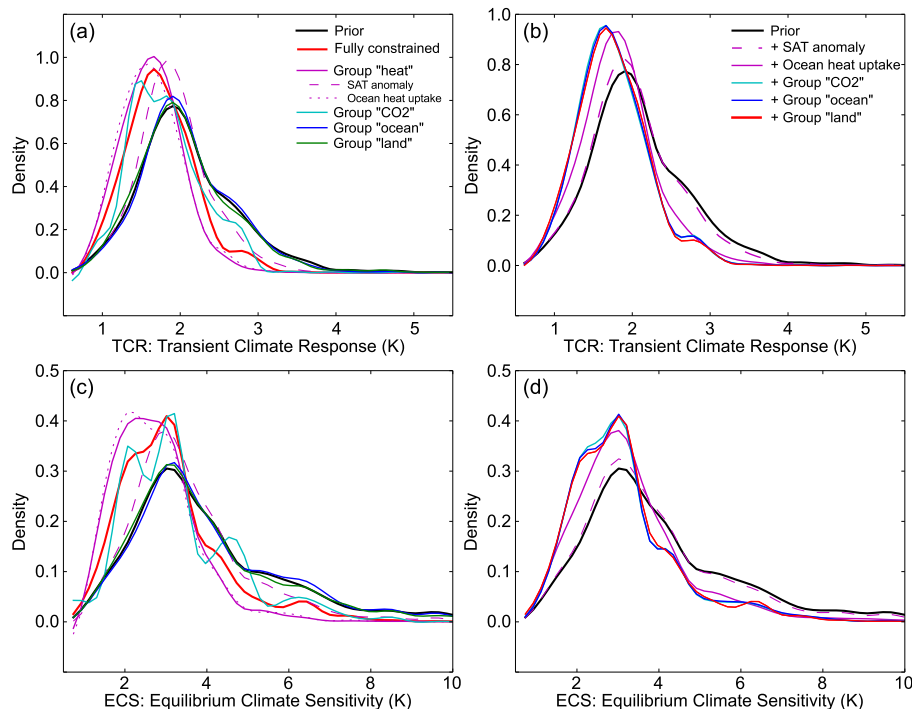 (a)
Prior
Fully constrained
Group "heat"
SAT anomaly
Ocean heat uptake
Group "CO2"
Group "ocean"
Group "land"
1.0
0.8
0.6
0.4
0.2
0.0
Density
1 2 3 4 5
TCR: Transient Climate Response (K)
(b)
Prior
+ SAT anomaly
+ Ocean heat uptake
+ Group "CO2"
+ Group "ocean"
+ Group "land"
1.0
0.8
0.6
0.4
0.2
0.0
Density
1 2 3 4 5
TCR: Transient Climate Response (K)
(c)
0.5
0.4
0.3
0.2
0.1
0.0
Density
2 4 6 8 10
ECS: Equilibrium Climate Sensitivity (K)
(d)
0.5
0.4
0.3
0.2
0.1
0.0
Density
2 4 6 8 10
ECS: Equilibrium Climate Sensitivity (K)